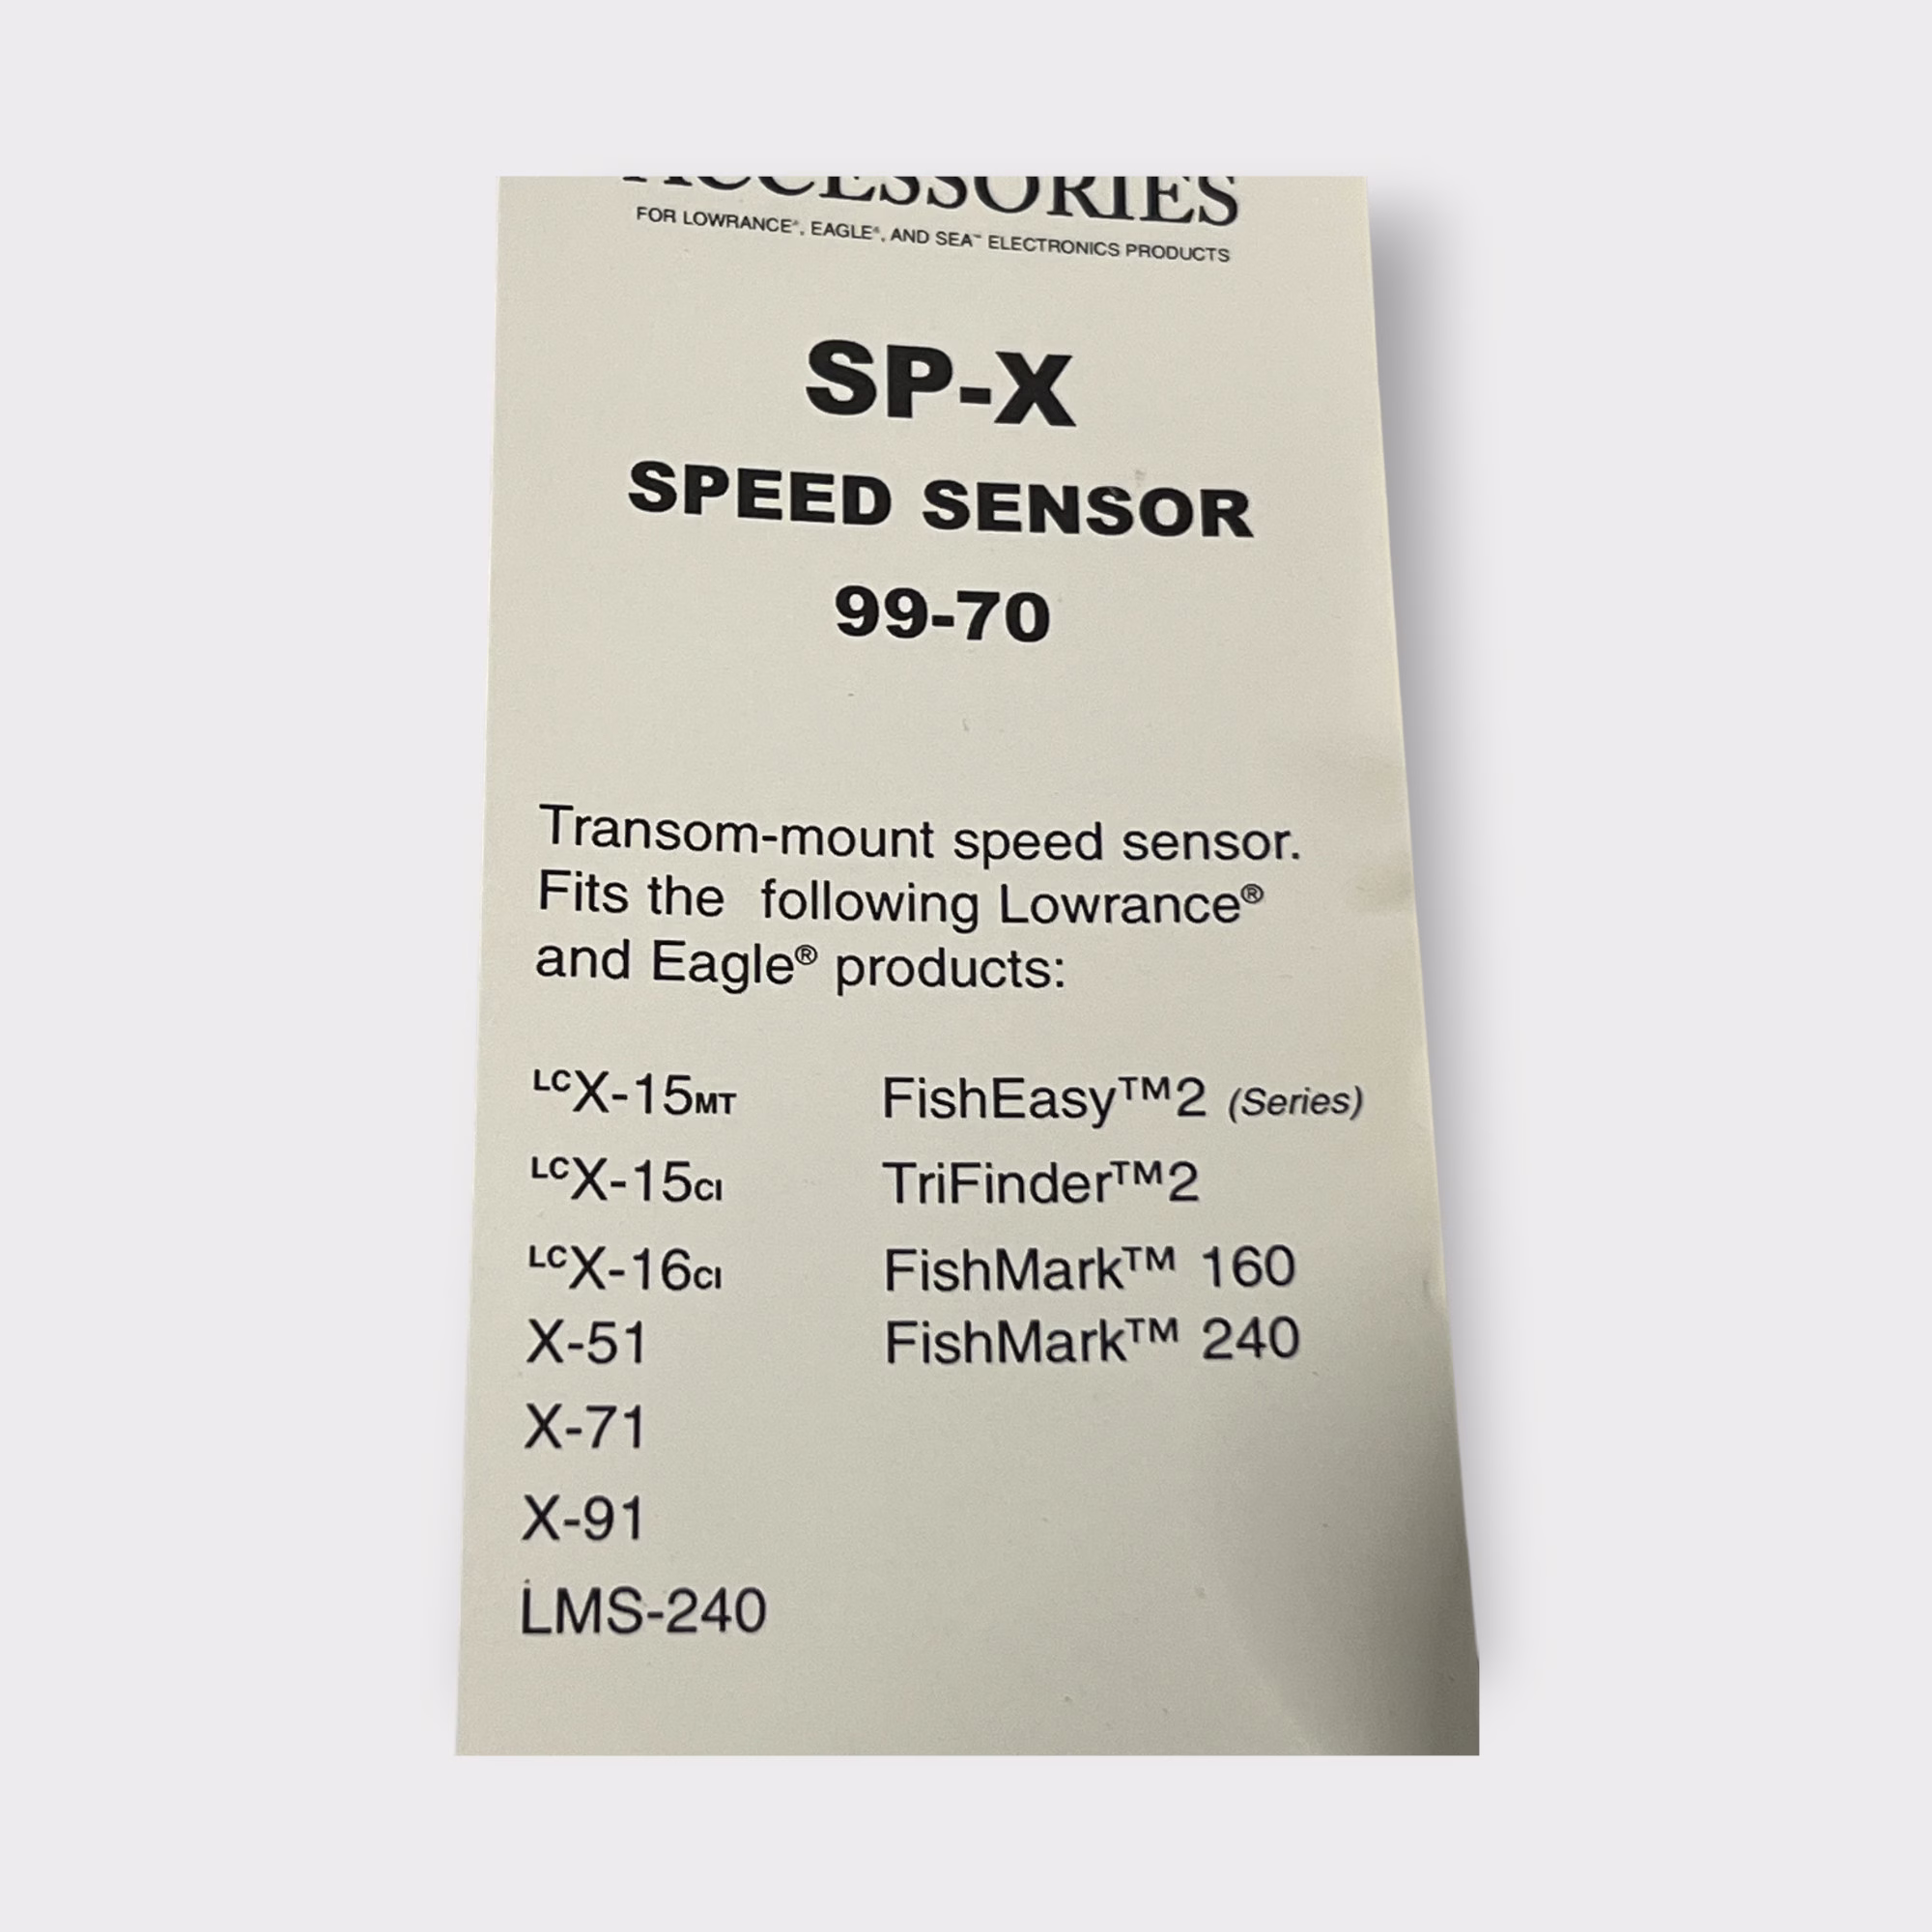 ACCESSORIES
FOR LOWRANCE®, EAGLE®, AND SEA™ ELECTRONICS PRODUCTS
SP-X
SPEED SENSOR
99-70
Transom-mount speed sensor.
Fits the following Lowrance®
and Eagle® products:
LCX-15MT FishEasy™2 (Series)
LCX-15CI TriFinder™2
LCX-16CI FishMark™ 160
X-51 FishMark™ 240
X-71
X-91
LMS-240